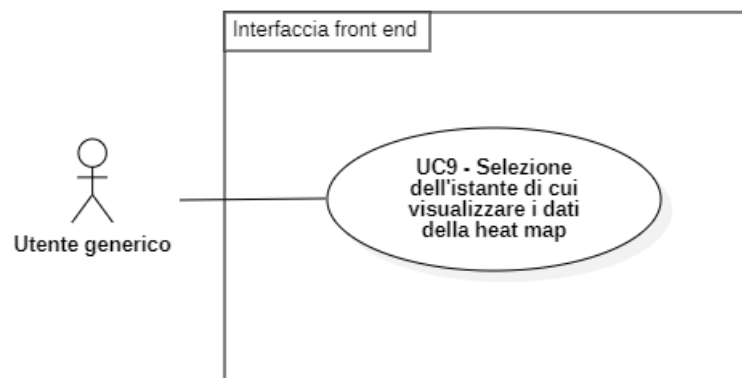 Interfaccia front end
UC9 - Selezione
dell'istante di cui
visualizzare i dati
della heat map
Utente generico